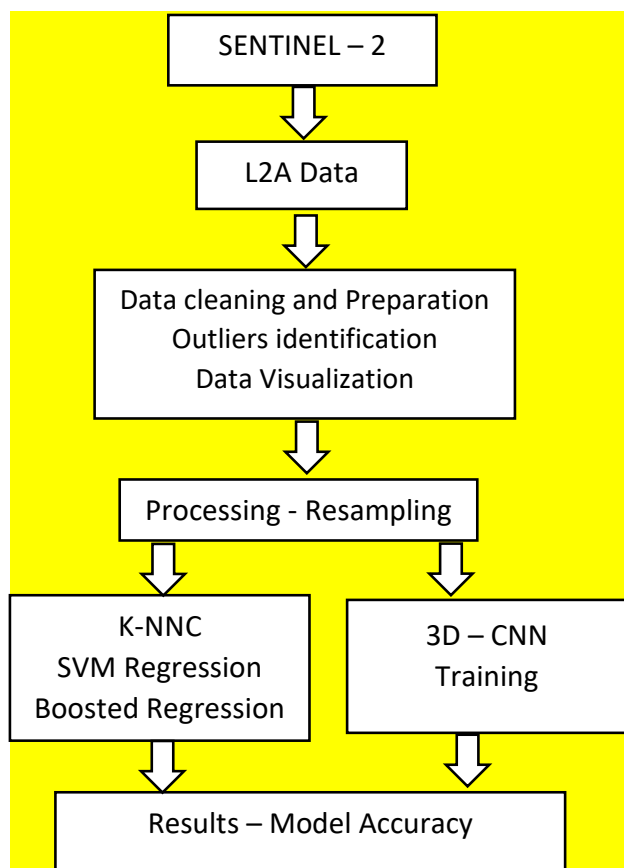 SENTINEL – 2
L2A Data
Data cleaning and Preparation
Outliers identification
Data Visualization
Processing - Resampling
K-NNC
SVM Regression
Boosted Regression
3D – CNN
Training
Results – Model Accuracy